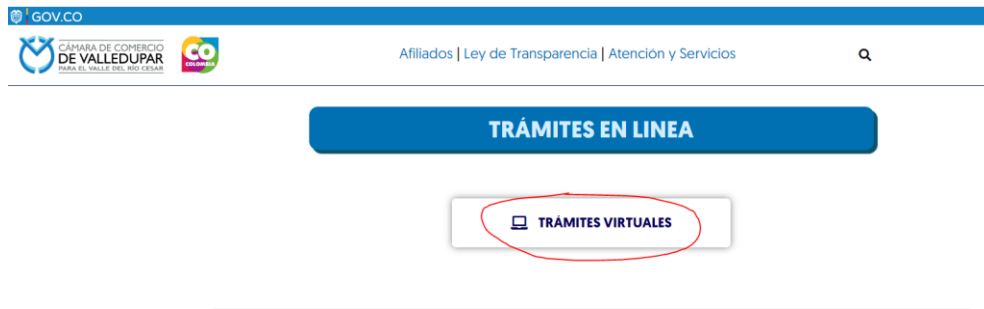 GOV.CO
CÁMARA DE COMERCIO
DE VALLEDUPAR
PARA EL VALLE DEL RÍO CESAR
CO
COLOMBIA
Afiliados | Ley de Transparencia | Atención y Servicios
TRÁMITES EN LINEA
TRÁMITES VIRTUALES